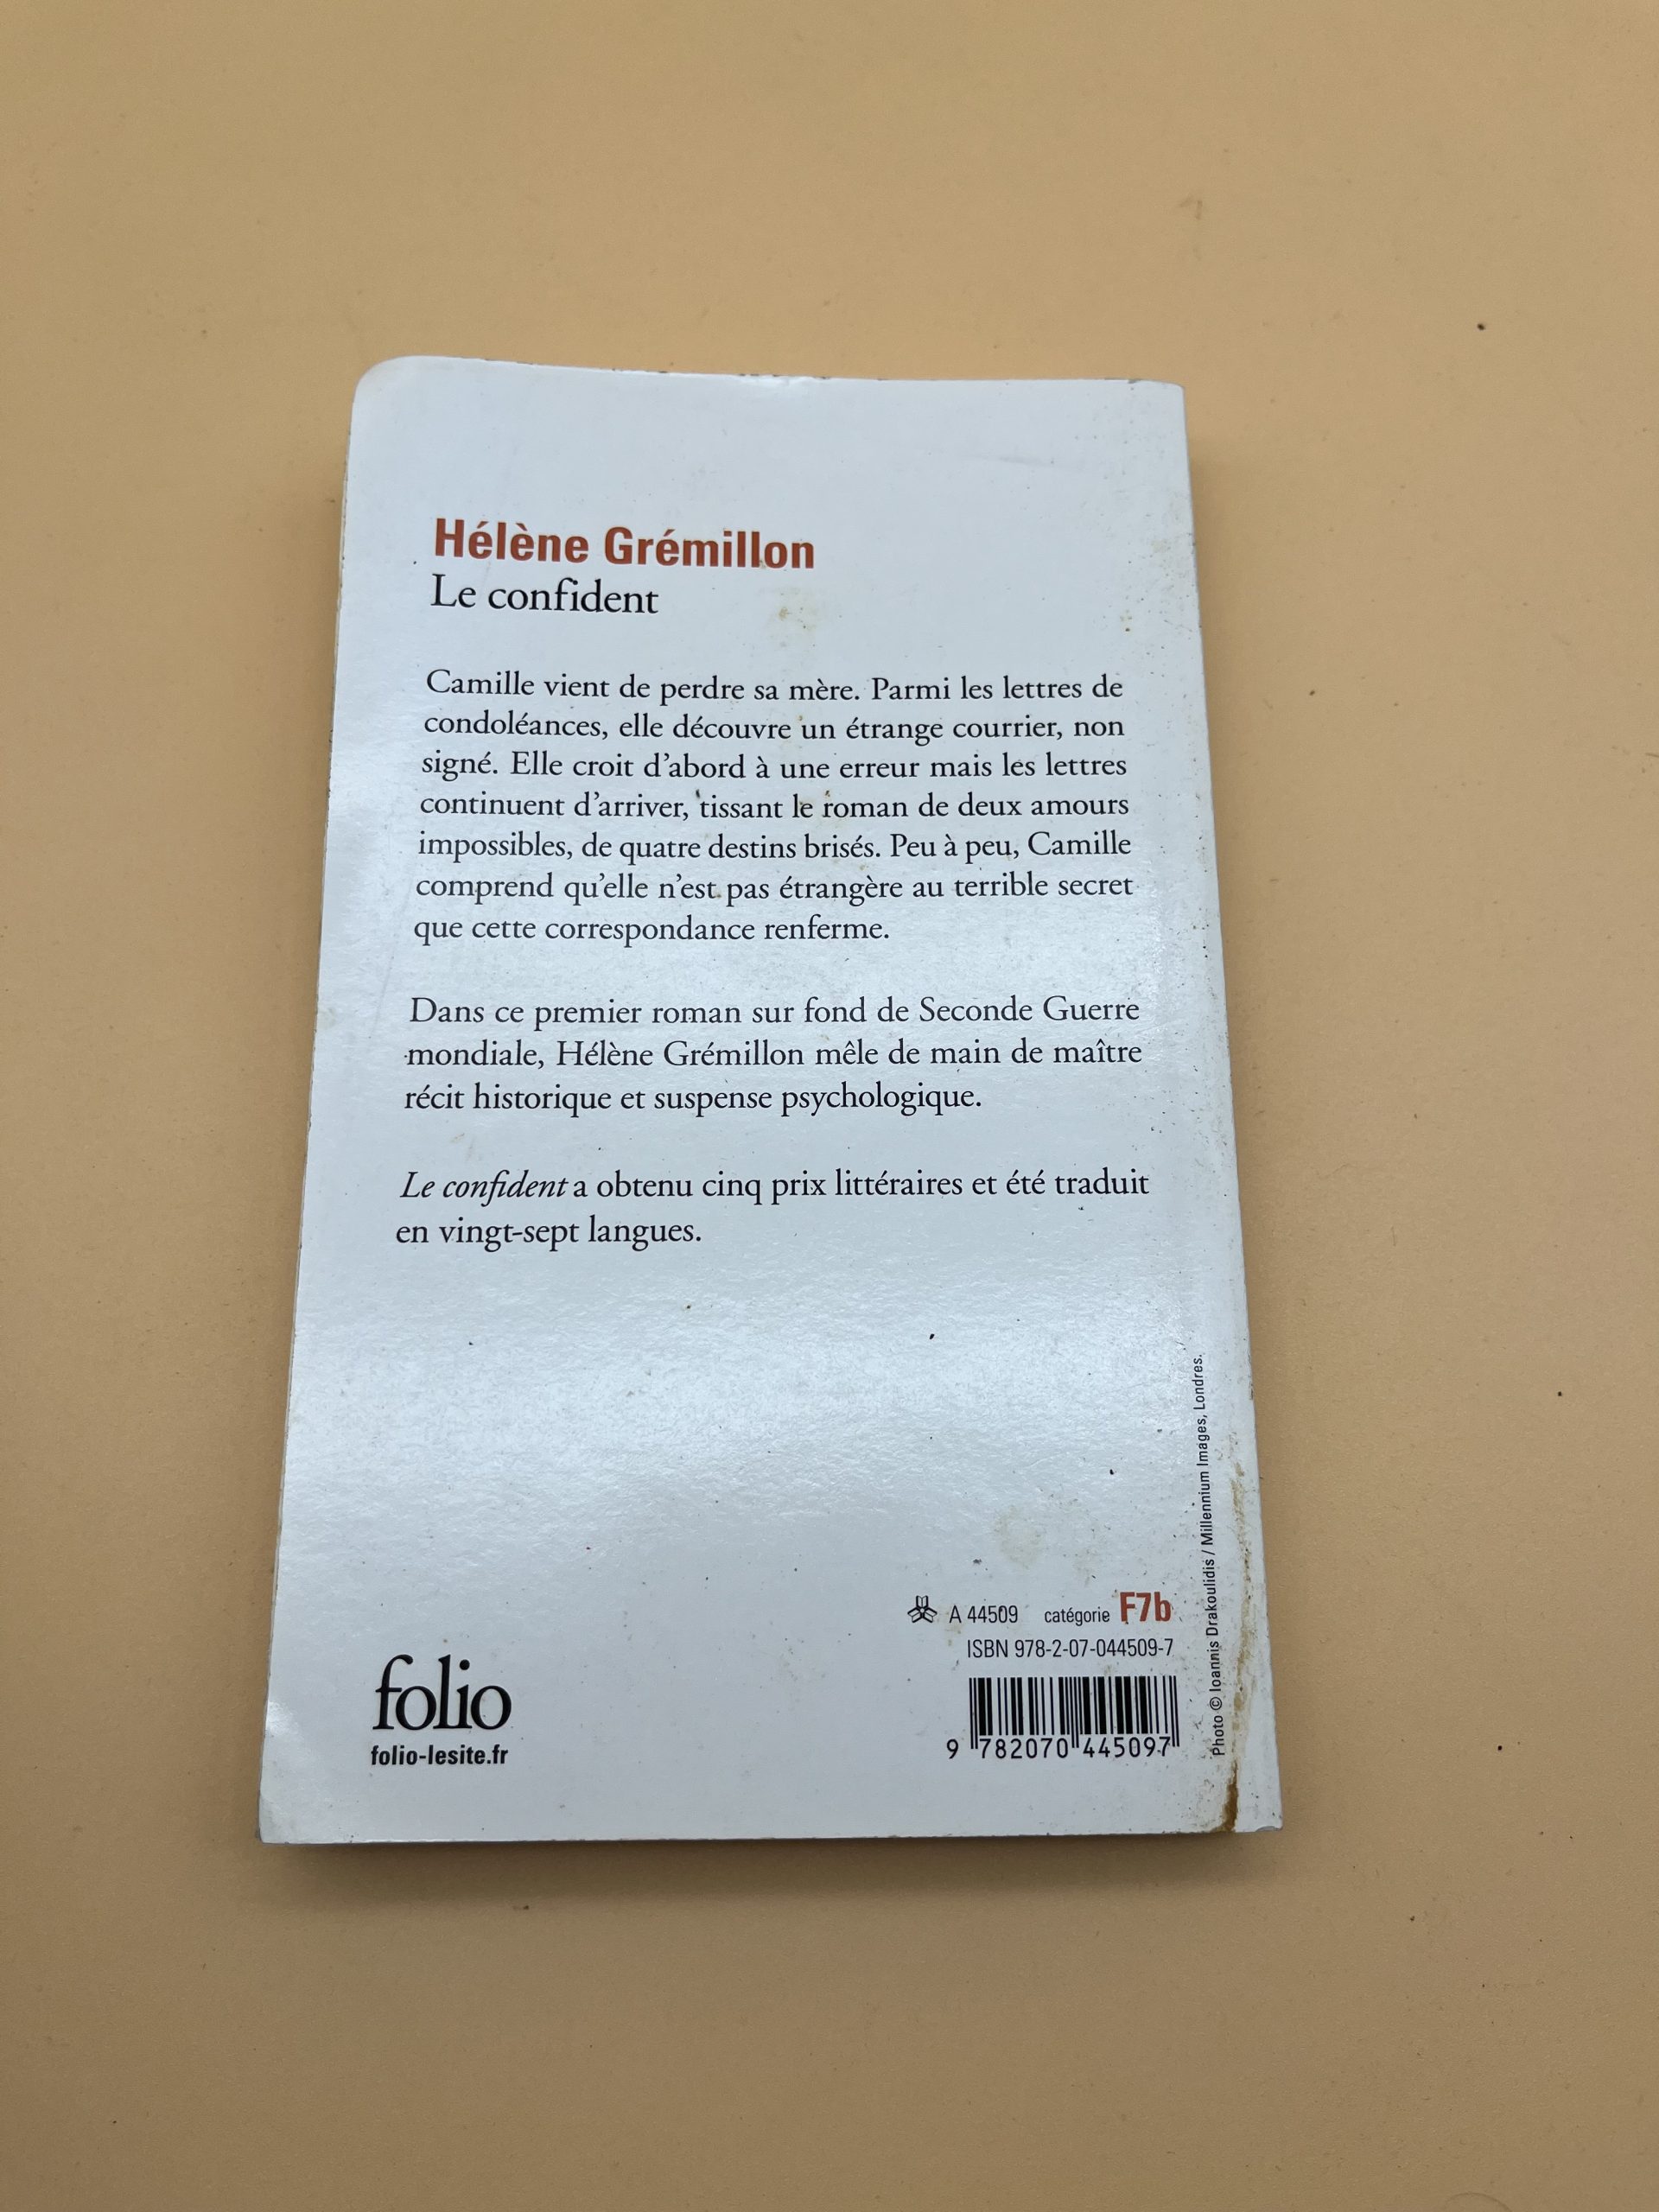 Hélène Grémillon
Le confident
Camille vient de perdre sa mère. Parmi les lettres de
condoléances, elle découvre un étrange courrier, non
signé. Elle croit d'abord à une erreur mais les lettres
continuent d'arriver, tissant le roman de deux amours
impossibles, de quatre destins brisés. Peu à peu, Camille
comprend qu'elle n'est pas étrangère au terrible secret
que cette correspondance renferme.
Dans ce premier roman sur fond de Seconde Guerre
mondiale, Hélène Grémillon mêle de main de maître
récit historique et suspense psychologique.
Le confident a obtenu cinq prix littéraires et été traduit
en vingt-sept langues.
folio
folio-lesite.fr
A 44509 catégorie F7b
ISBN 978-2-07-044509-7
9 782070 445097
Photo © Ioannis Drakoulidis / Millennium Images, Londres.